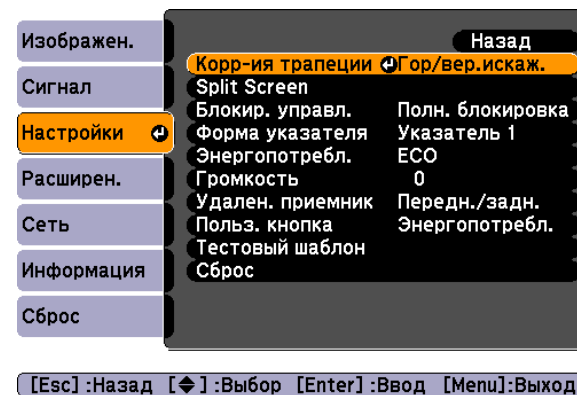 Изображен.
Сигнал
Настройки
Расширен.
Сеть
Информация
Сброс
Назад
Корр-ия трапеции Гор/вер.искаж.
Split Screen
Блокир. управл. Полн. блокировка
Форма указателя Указатель 1
Энергопотребл. ECO
Громкость 0
Удален. приемник Передн./задн.
Польз. кнопка Энергопотребл.
Тестовый шаблон
Сброс
[Esc] :Назад [◆] :Выбор [Enter] :Ввод [Menu]:Выход